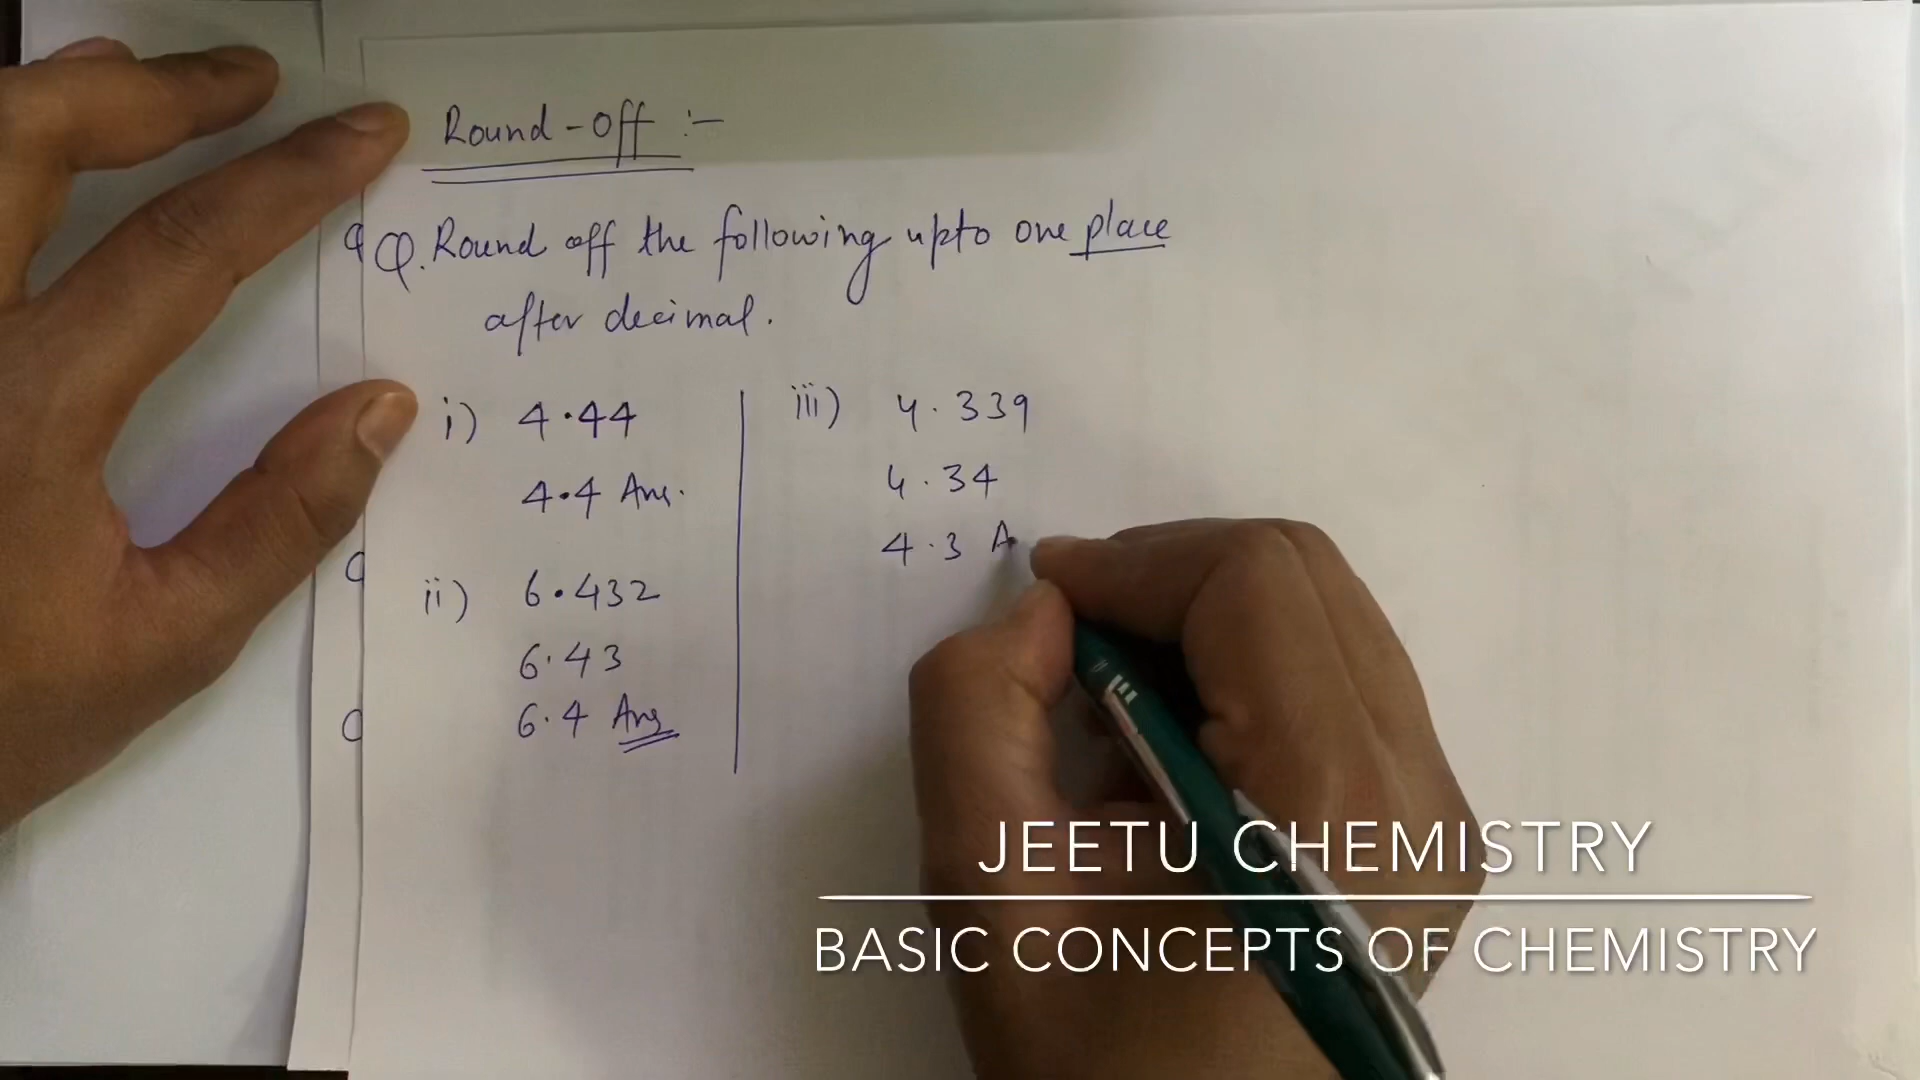 Round-off :-
Q. Round off the following upto one place
after decimal.
i) 4.44
4.4 Ans.
ii) 6.432
6.43
6.4 Ans
iii) 4.339
4.34
4.3 A
JEETU CHEMISTRY
BASIC CONCEPTS OF CHEMISTRY